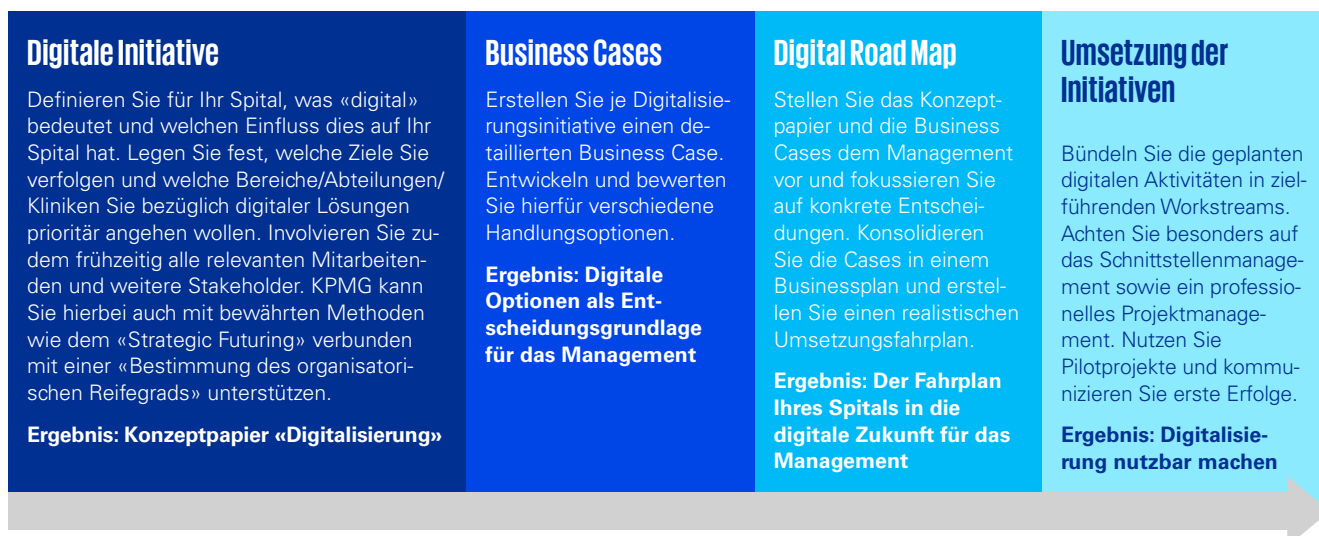 Digitale Initiative
Definieren Sie für Ihr Spital, was «digital»
bedeutet und welchen Einfluss dies auf Ihr
Spital hat. Legen Sie fest, welche Ziele Sie
verfolgen und welche Bereiche/Abteilungen/
Kliniken Sie bezüglich digitaler Lösungen
prioritär angehen wollen. Involvieren Sie zu-
dem frühzeitig alle relevanten Mitarbeiten-
den und weitere Stakeholder. KPMG kann
Sie hierbei auch mit bewährten Methoden
wie dem «Strategic Futuring» verbunden
mit einer «Bestimmung des organisatori-
schen Reifegrads» unterstützen.
Ergebnis: Konzeptpapier «Digitalisierung»
Business Cases
Erstellen Sie je Digitalisie-
rungsinitiative einen de-
taillierten Business Case.
Entwickeln und bewerten
Sie hierfür verschiedene
Handlungsoptionen.
Ergebnis: Digitale
Optionen als Ent-
scheidungsgrundlage
für das Management
Digital Road Map
Stellen Sie das Konzept-
papier und die Business
Cases dem Management
vor und fokussieren Sie
auf konkrete Entschei-
dungen. Konsolidieren
Sie die Cases in einem
Businessplan und erstel-
len Sie einen realistischen
Umsetzungsfahrplan.
Ergebnis: Der Fahrplan
Ihres Spitals in die
digitale Zukunft für das
Management
Umsetzung der
Initiativen
Bündeln Sie die geplanten
digitalen Aktivitäten in ziel-
führenden Workstreams.
Achten Sie besonders auf
das Schnittstellenmanage-
ment sowie ein professio-
nelles Projektmanage-
ment. Nutzen Sie
Pilotprojekte und kommu-
nizieren Sie erste Erfolge.
Ergebnis: Digitalisie-
rung nutzbar machen